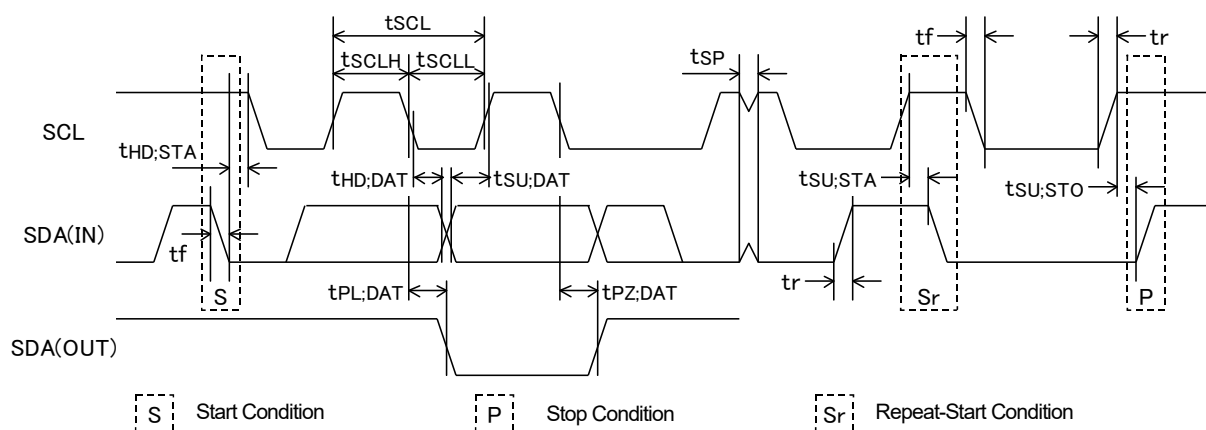 tSCL
tf
tr
tSCLH
tSCLL
tSP
SCL
tHD;STA
tHD;DAT
tSU;DAT
tSU;STA
tSU;STO
SDA(IN)
tf
S
tPL;DAT
tPZ;DAT
tr
Sr
P
SDA(OUT)
S Start Condition P Stop Condition Sr Repeat-Start Condition